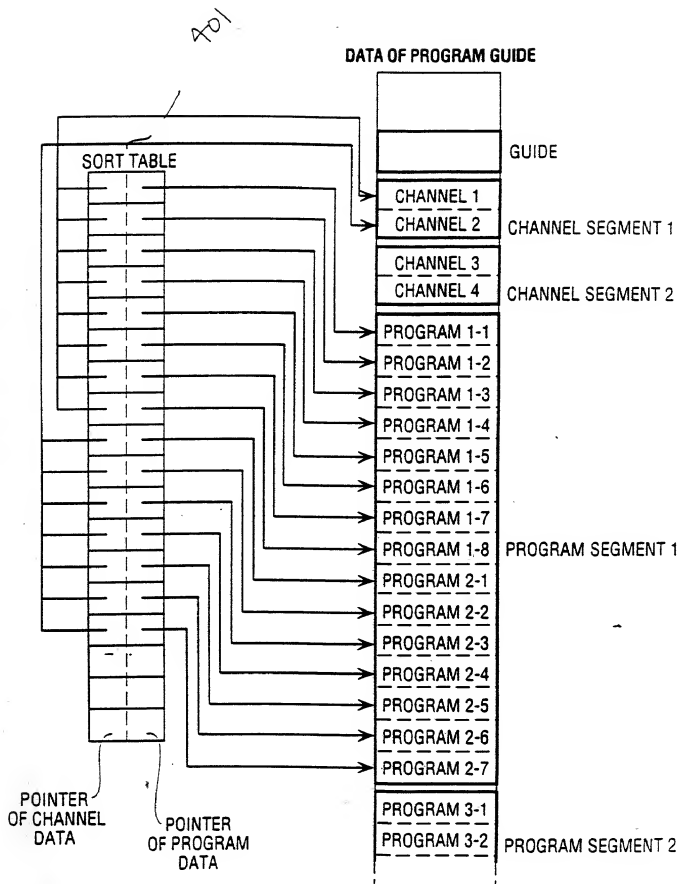 401
DATA OF PROGRAM GUIDE
GUIDE
SORT TABLE
CHANNEL 1
CHANNEL 2
CHANNEL SEGMENT 1
CHANNEL 3
CHANNEL 4
CHANNEL SEGMENT 2
PROGRAM 1-1
PROGRAM 1-2
PROGRAM 1-3
PROGRAM 1-4
PROGRAM 1-5
PROGRAM 1-6
PROGRAM 1-7
PROGRAM 1-8
PROGRAM SEGMENT 1
PROGRAM 2-1
PROGRAM 2-2
PROGRAM 2-3
PROGRAM 2-4
PROGRAM 2-5
PROGRAM 2-6
PROGRAM 2-7
POINTER
OF CHANNEL
DATA
POINTER
OF PROGRAM
DATA
PROGRAM 3-1
PROGRAM 3-2
PROGRAM SEGMENT 2